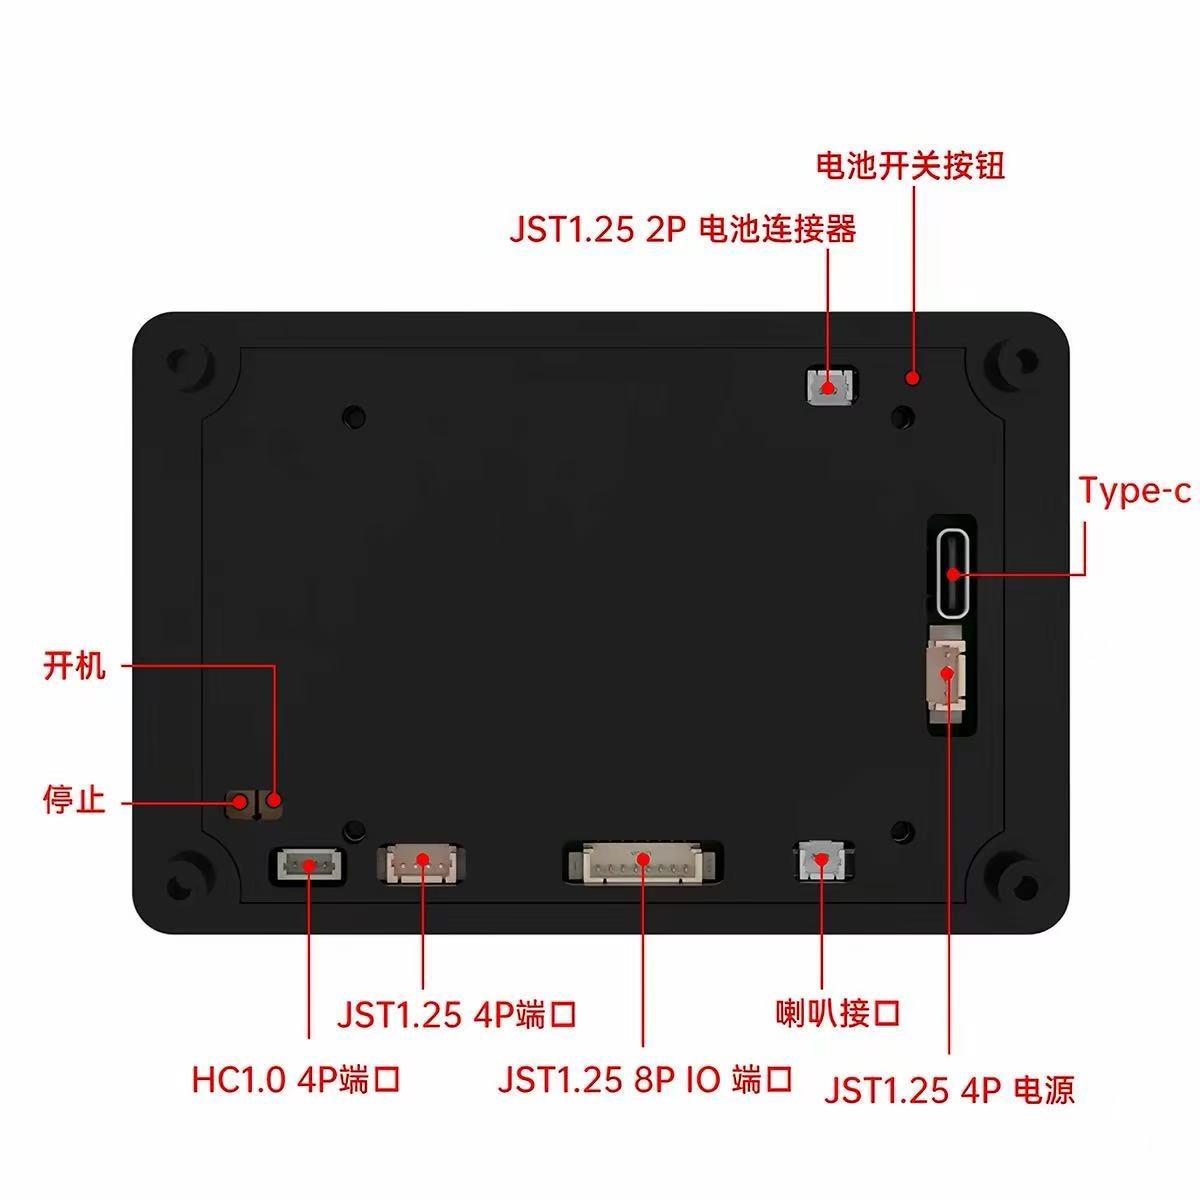 电池开关按钮
JST1.25 2P 电池连接器
Type-c
开机
停止
JST1.25 4P端口
喇叭接口
HC1.0 4P端口
JST1.25 8P IO 端口
JST1.25 4P 电源